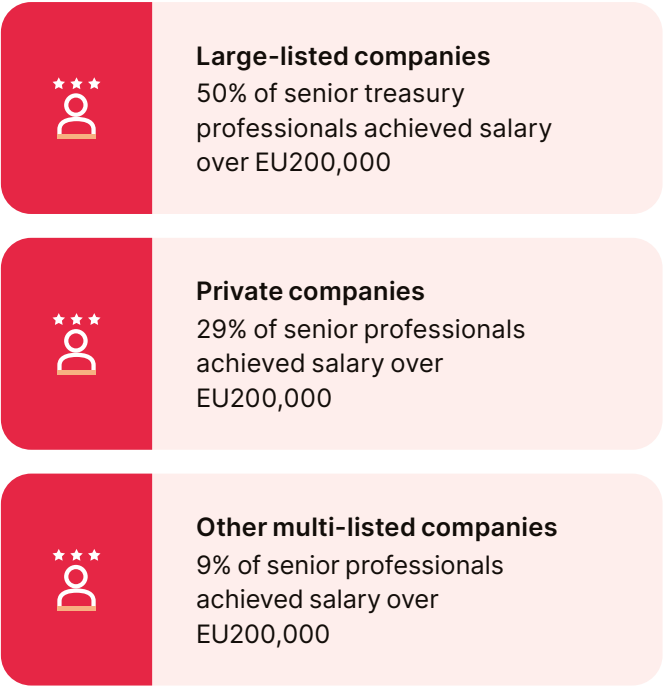 Large-listed companies
50% of senior treasury
professionals achieved salary
over EU200,000
Private companies
29% of senior professionals
achieved salary over
EU200,000
Other multi-listed companies
9% of senior professionals
achieved salary over
EU200,000